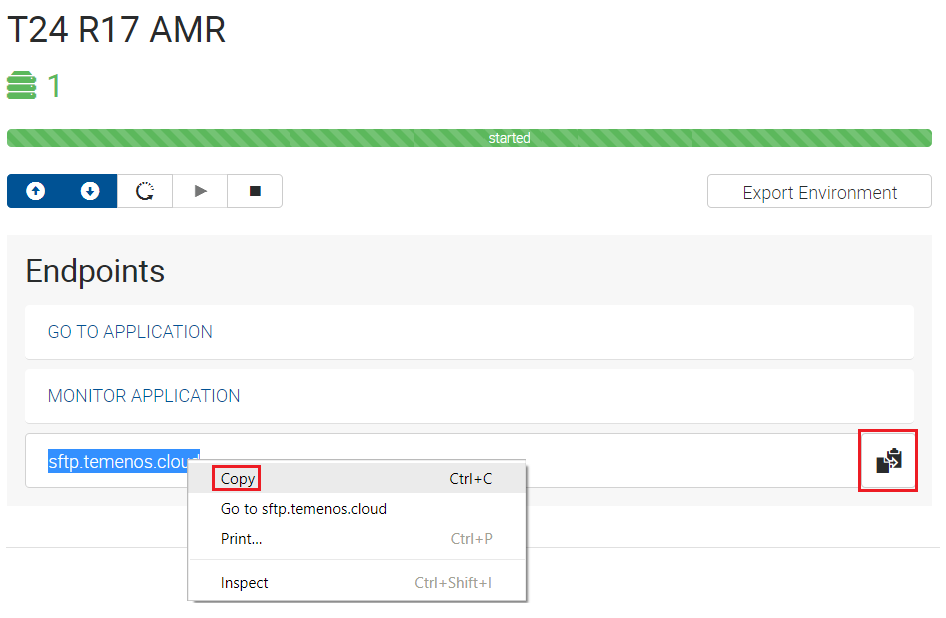 T24 R17 AMR
1
started
Export Environment
Endpoints
GO TO APPLICATION
MONITOR APPLICATION
sftp.temenos.cloud
Copy Ctrl+C
Go to sftp.temenos.cloud
Print... Ctrl+P
Inspect Ctrl+Shift+I